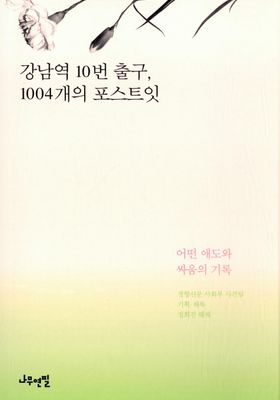 강남역 10번 출구,
1004개의 포스트잇
어떤 애도와
싸움의 기록
경향신문 사회부 사건팀
기획·채록
정희진 해제
나무연필